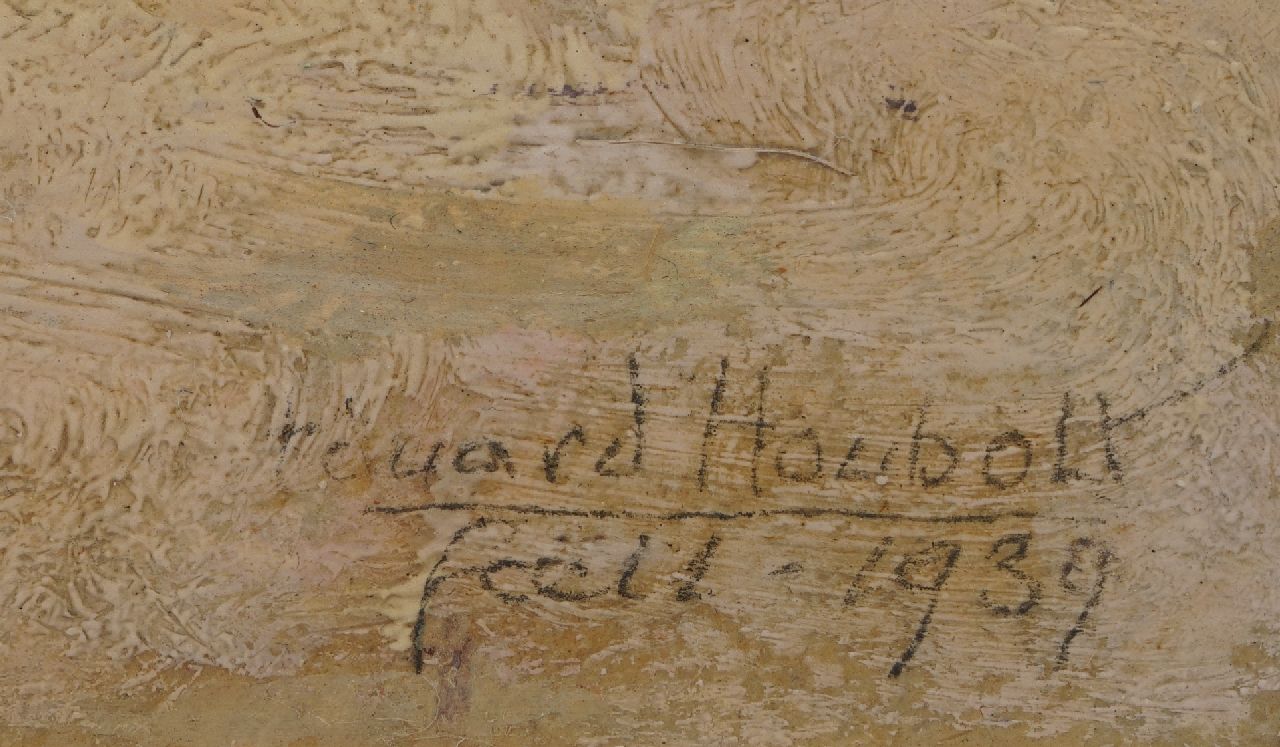 Eduard Houbolt
fecit - 1939